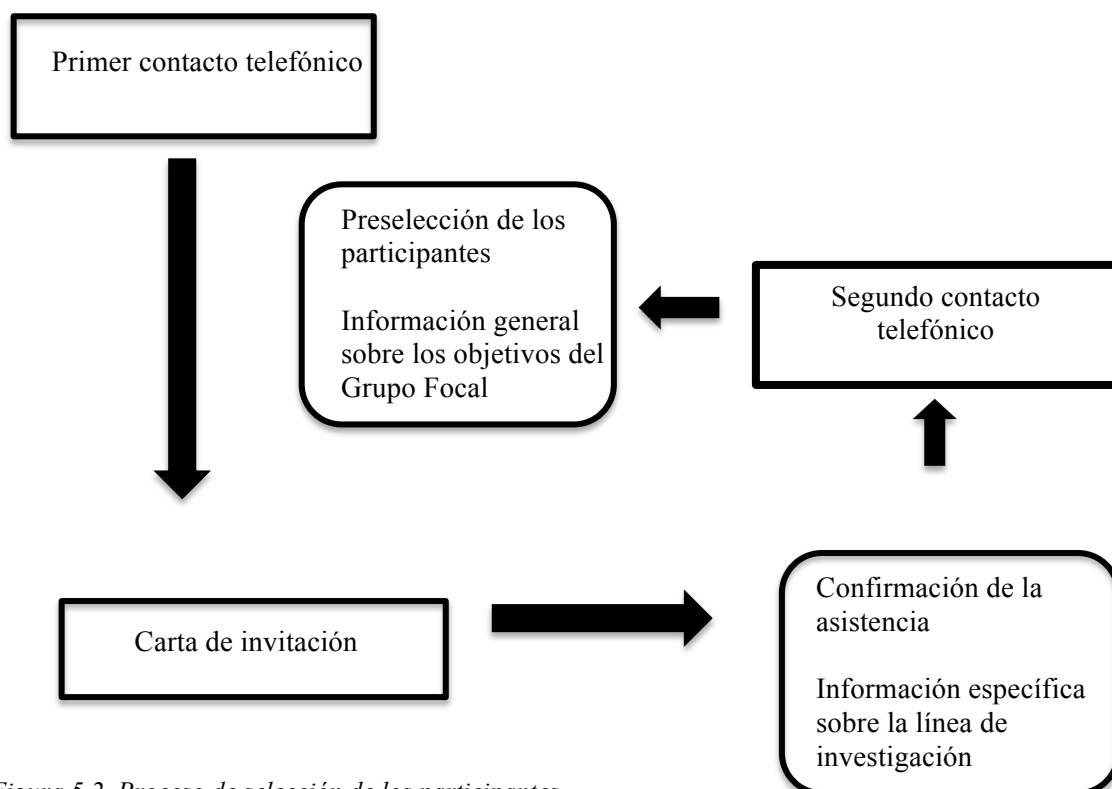 Primer contacto telefónico
Preselección de los
participantes
Información general
sobre los objetivos del
Grupo Focal
Segundo contacto
telefónico
Carta de invitación
Confirmación de la
asistencia
Información específica
sobre la línea de
investigación
Figura 5.2. Proceso de selección de los participantes